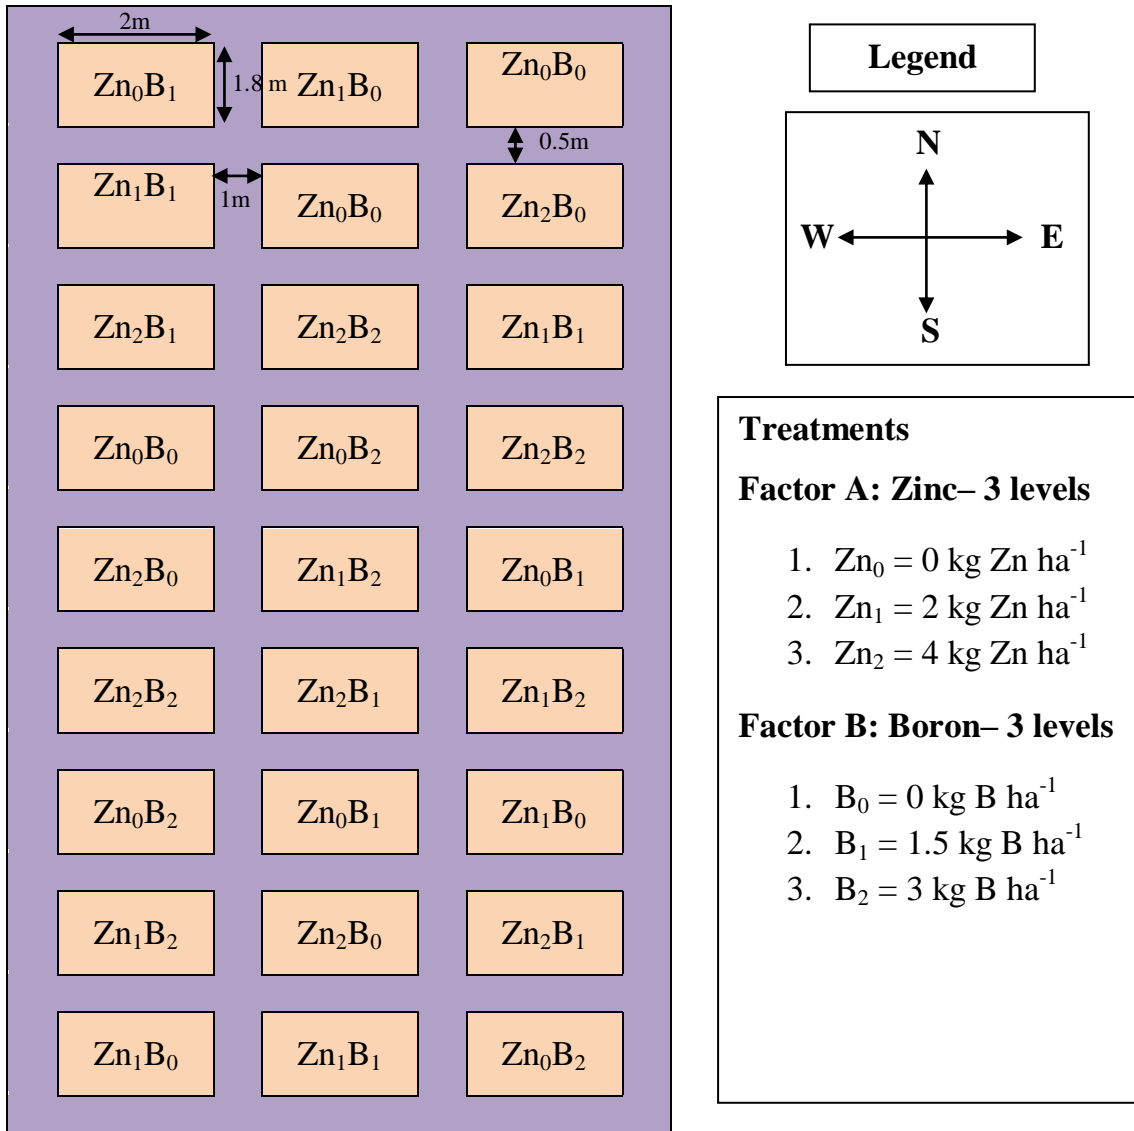 2m
Zn₀B₁ 1.8 m Zn₁B₀ Zn₀B₀
0.5m
Zn₁B₁ 1m Zn₀B₀ Zn₂B₀
Zn₂B₁ Zn₂B₂ Zn₁B₁
Zn₀B₀ Zn₀B₂ Zn₂B₂
Zn₂B₀ Zn₁B₂ Zn₀B₁
Zn₂B₂ Zn₂B₁ Zn₁B₂
Zn₀B₂ Zn₀B₁ Zn₁B₀
Zn₁B₂ Zn₂B₀ Zn₂B₁
Zn₁B₀ Zn₁B₁ Zn₀B₂
Legend
N
W E
S
Treatments
Factor A: Zinc– 3 levels
1. Zn₀ = 0 kg Zn ha⁻¹
2. Zn₁ = 2 kg Zn ha⁻¹
3. Zn₂ = 4 kg Zn ha⁻¹
Factor B: Boron– 3 levels
1. B₀ = 0 kg B ha⁻¹
2. B₁ = 1.5 kg B ha⁻¹
3. B₂ = 3 kg B ha⁻¹